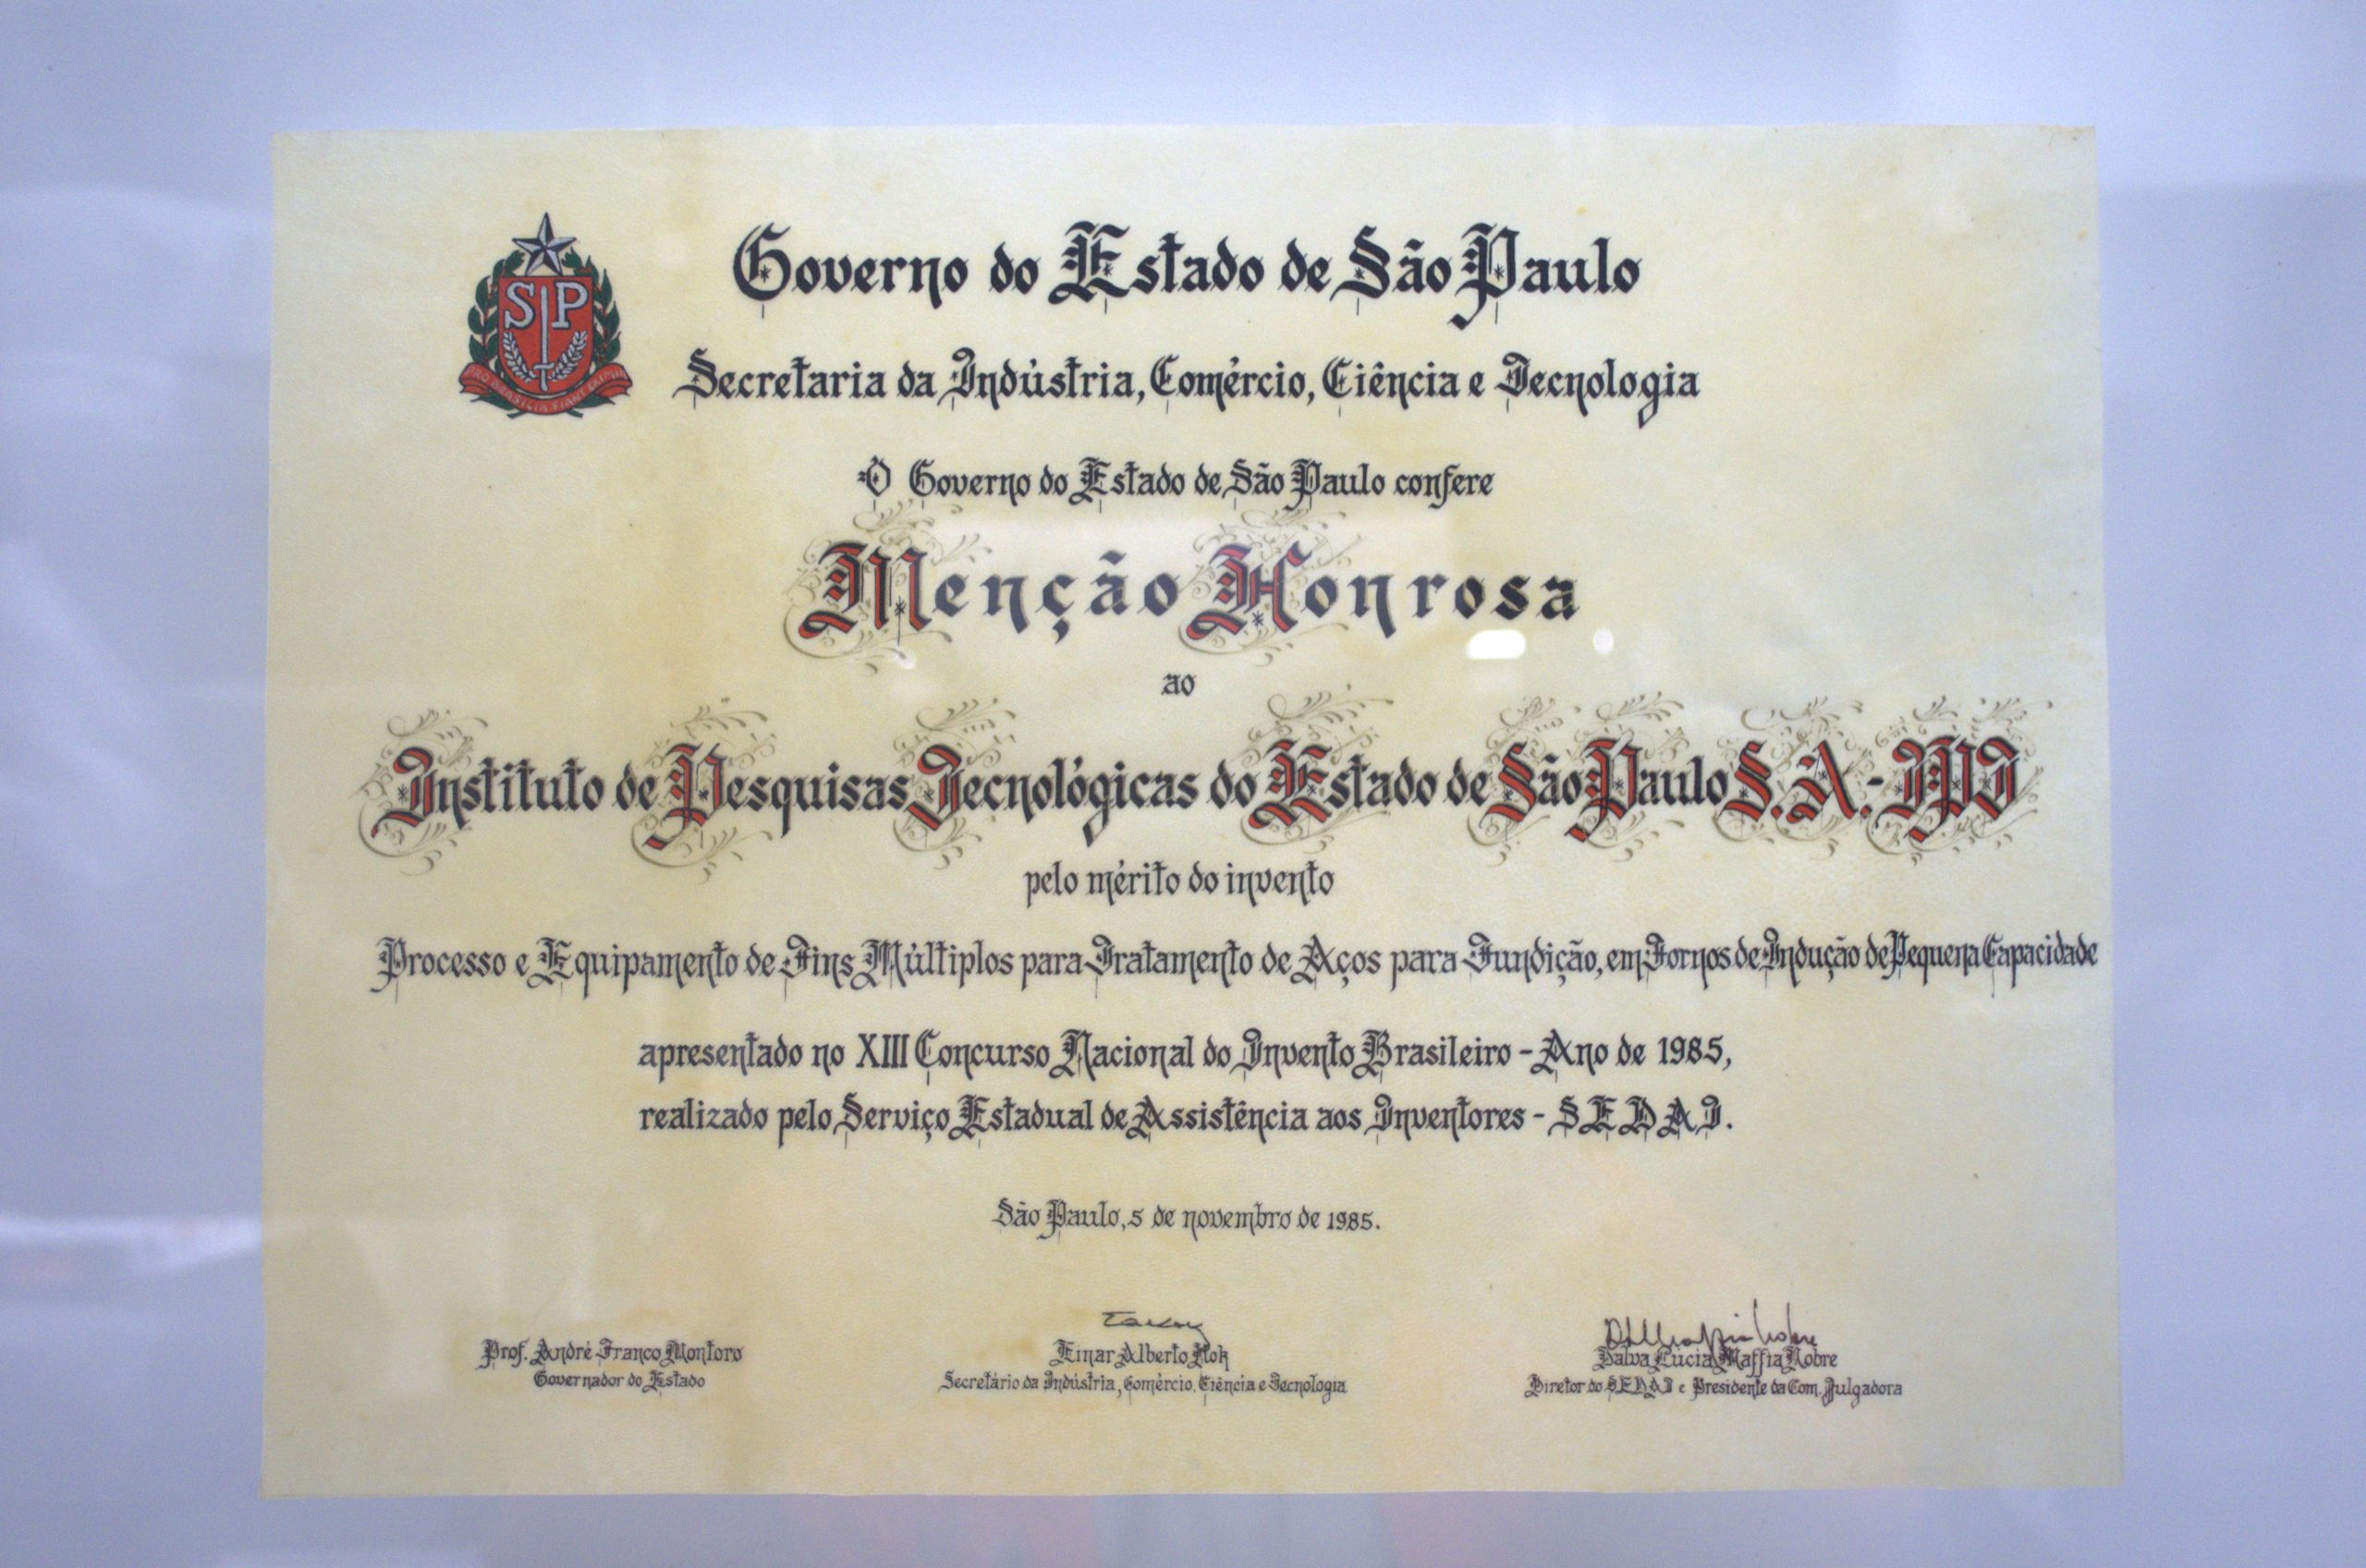 SP
PRO BRASILIA FIANT EXIMIA
Governo do Estado de São Paulo
Secretaria da Indústria, Comércio, Ciência e Tecnologia
O Governo do Estado de São Paulo confere
Menção Honrosa
ao
Instituto de Pesquisas Tecnológicas do Estado de São Paulo S.A.-IPT
pelo mérito do invento
Processo e Equipamento de Fins Múltiplos para Tratamento de Aços para Fundição, em Fornos de Indução de Pequena Capacidade
apresentado no XIII Concurso Nacional do Invento Brasileiro - Ano de 1985,
realizado pelo Serviço Estadual de Assistência aos Inventores - SEDAI.
São Paulo, 5 de novembro de 1985.
Prof. André Franco Montoro
Governador do Estado
Einar Alberto Kok
Secretário da Indústria, Comércio, Ciência e Tecnologia
Dalva Lúcia Maffia Nobre
Diretor do SEDAI e Presidente da Com. Julgadora